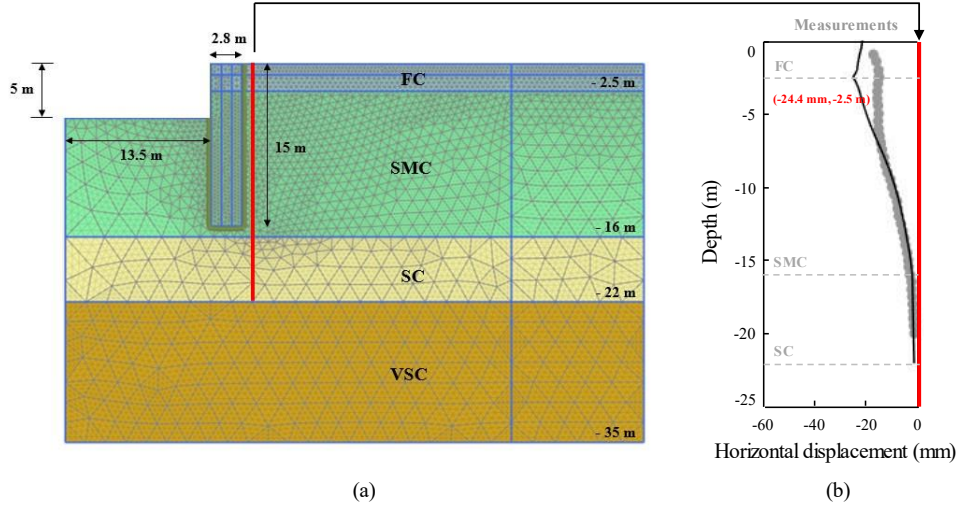 2.8 m
5 m
FC
- 2.5 m
13.5 m
15 m
SMC
- 16 m
SC
- 22 m
VSC
- 35 m
(a)
Measurements
0
FC
(-24.4 mm, -2.5 m)
-5
-10
SMC
-15
-20
SC
-25
Depth (m)
-60
-40
-20
0
Horizontal displacement (mm)
(b)